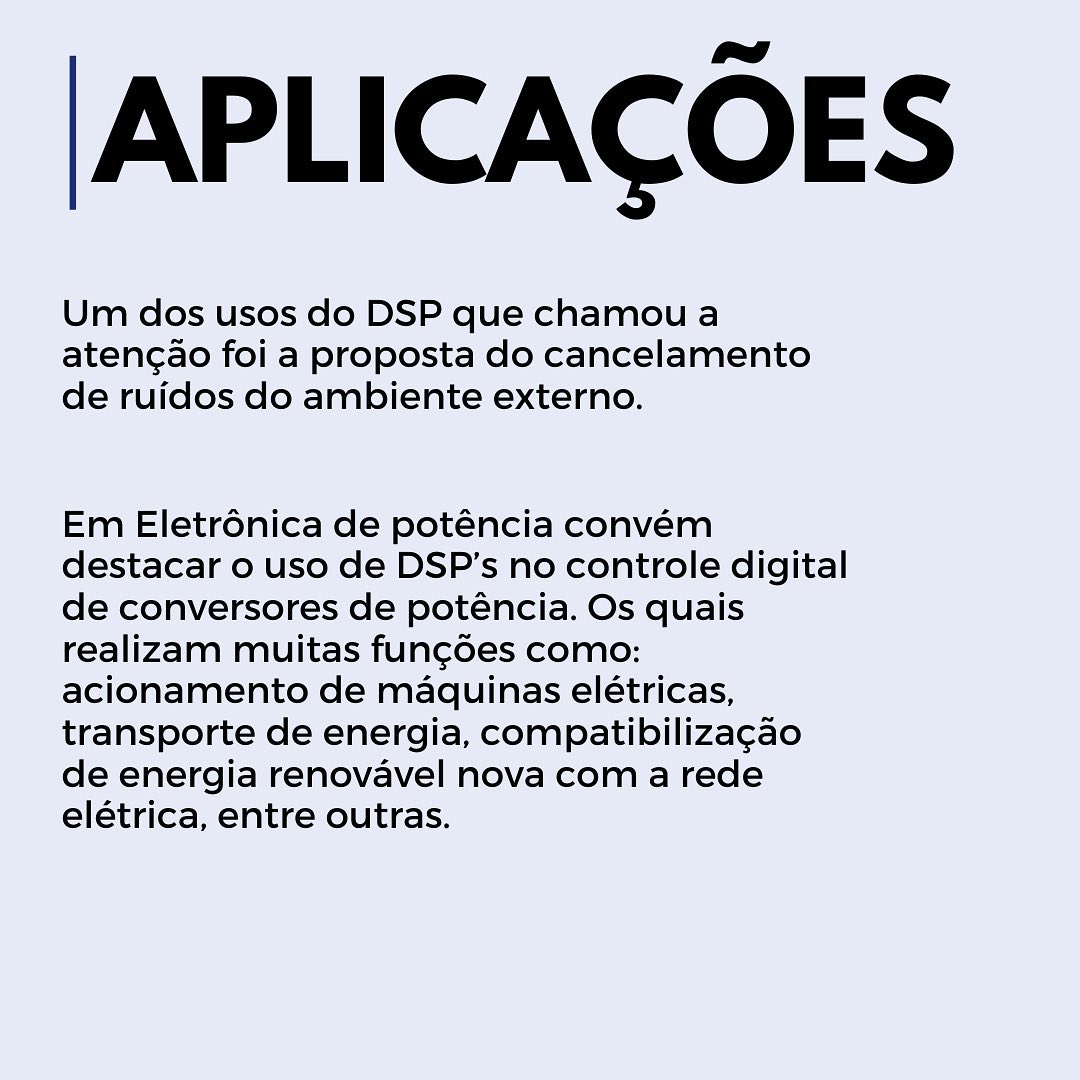 APLICAÇÕES
Um dos usos do DSP que chamou a
atenção foi a proposta do cancelamento
de ruídos do ambiente externo.
Em Eletrônica de potência convém
destacar o uso de DSP’s no controle digital
de conversores de potência. Os quais
realizam muitas funções como:
acionamento de máquinas elétricas,
transporte de energia, compatibilização
de energia renovável nova com a rede
elétrica, entre outras.